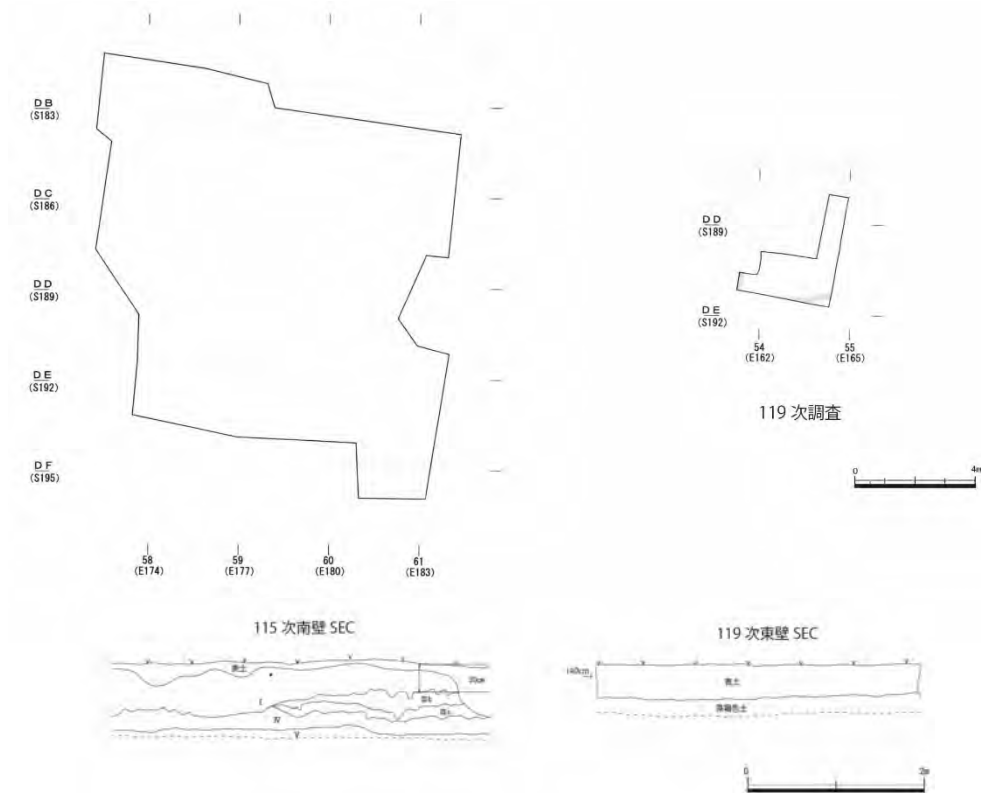 DB
(S183)
DC
(S186)
DD
(S189)
DE
(S192)
DF
(S195)
58
(E174)
59
(E177)
60
(E180)
61
(E183)
DD
(S189)
DE
(S192)
54
(E162)
55
(E165)
119 次調査
0 4m
115 次南壁 SEC
表土
I
IV
V
119 次東壁 SEC
140cm
表土
0 2m